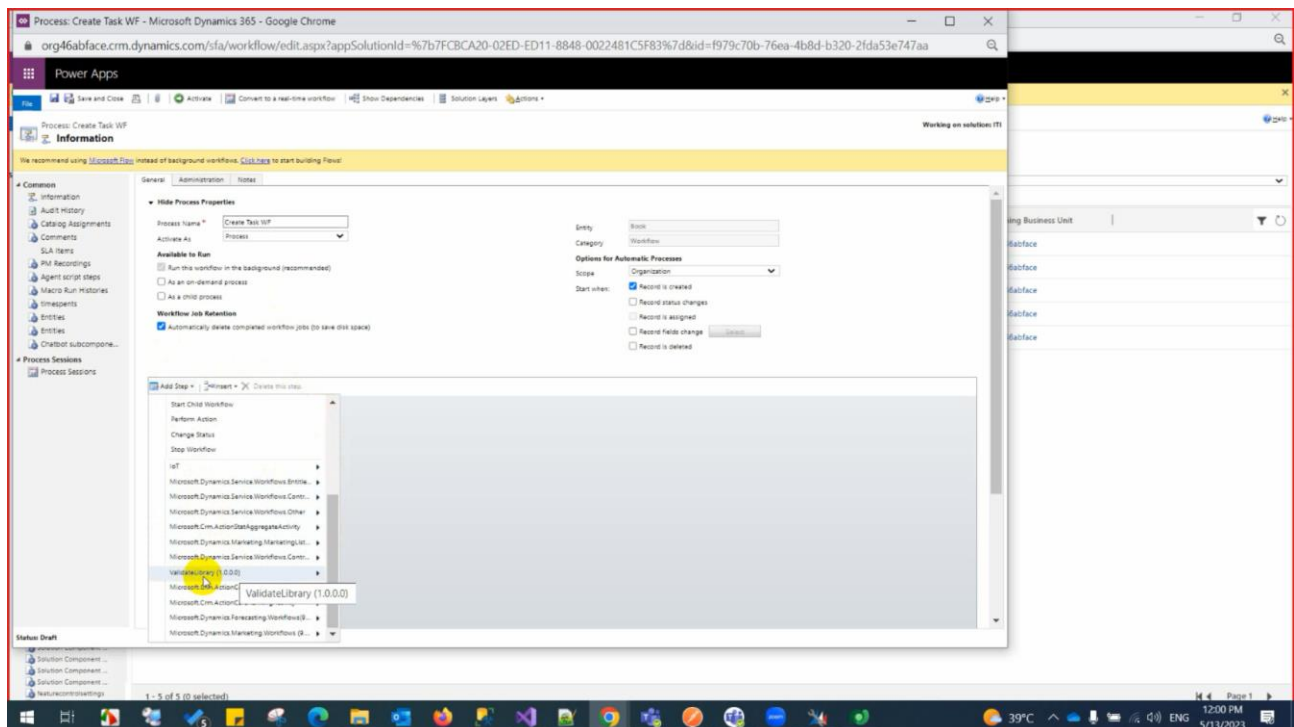 Process: Create Task WF - Microsoft Dynamics 365 - Google Chrome
org46abface.crm.dynamics.com/sfa/workflow/edit.aspx?appSolutionId=%7b7FCBCA20-02ED-ED11-8848-0022481C5F83%7d&id=f979c70b-76ea-4b8d-b320-2fda53e747aa
Power Apps
File Save and Close Activate Convert to a real-time workflow Show Dependencies Solution Layers Actions Help
Process: Create Task WF
Information
Working on solution: ITI
Help
We recommend using Microsoft Flow instead of background workflows. Click here to start building Flows!
Common
Information
Audit History
Catalog Assignments
Comments
SLA Items
PM Recordings
Agent script steps
Macro Run Histories
timespents
Entities
Entities
Chatbot subcompone...
Process Sessions
Process Sessions
General Administration Notes
Hide Process Properties
Process Name * Create Task WF
Activate As Process
Available to Run
Run this workflow in the background (recommended)
As an on-demand process
As a child process
Workflow Job Retention
Automatically delete completed workflow jobs (to save disk space)
Entity Book
Category Workflow
Options for Automatic Processes
Scope Organization
Start when: Record is created
Record status changes
Record is assigned
Record fields change Select
Record is deleted
Add Step Insert Delete this step
Start Child Workflow
Perform Action
Change Status
Stop Workflow
IoT
Microsoft.Dynamics.Service.Workflows.Entitle...
Microsoft.Dynamics.Service.Workflows.Contr...
Microsoft.Dynamics.Service.Workflows.Other
Microsoft.Crm.ActionStatAggregateActivity
Microsoft.Dynamics.Marketing.MarketingList...
Microsoft.Dynamics.Service.Workflows.Contr...
ValidateLibrary (1.0.0.0)
ValidateLibrary (1.0.0.0)
Microsoft.Dynamics.Forecasting.Workflows(9...
Microsoft.Dynamics.Marketing.Workflows (9...
Status: Draft
Business Unit
Solution Component ...
Solution Component ...
Solution Component ...
featurecontrolsettings
1 - 5 of 5 (0 selected)
Page 1
39°C
ENG
12:00 PM
5/13/2023